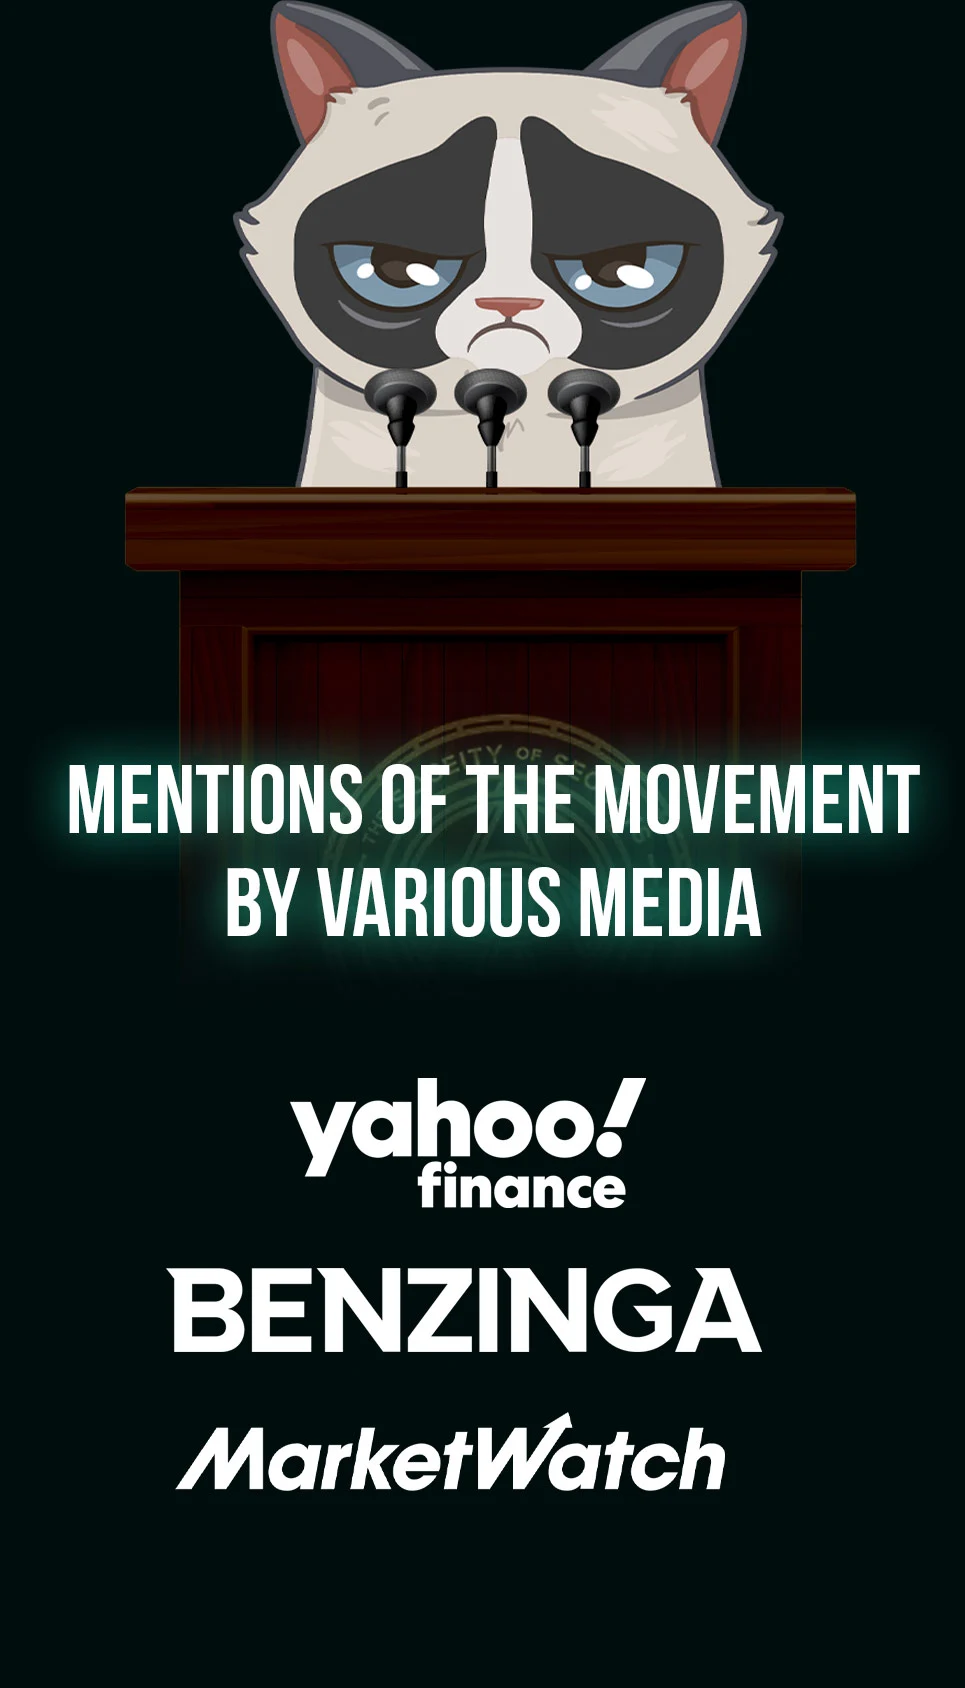 MENTIONS OF THE MOVEMENT
BY VARIOUS MEDIA
yahoo!
finance
BENZINGA
MarketWatch